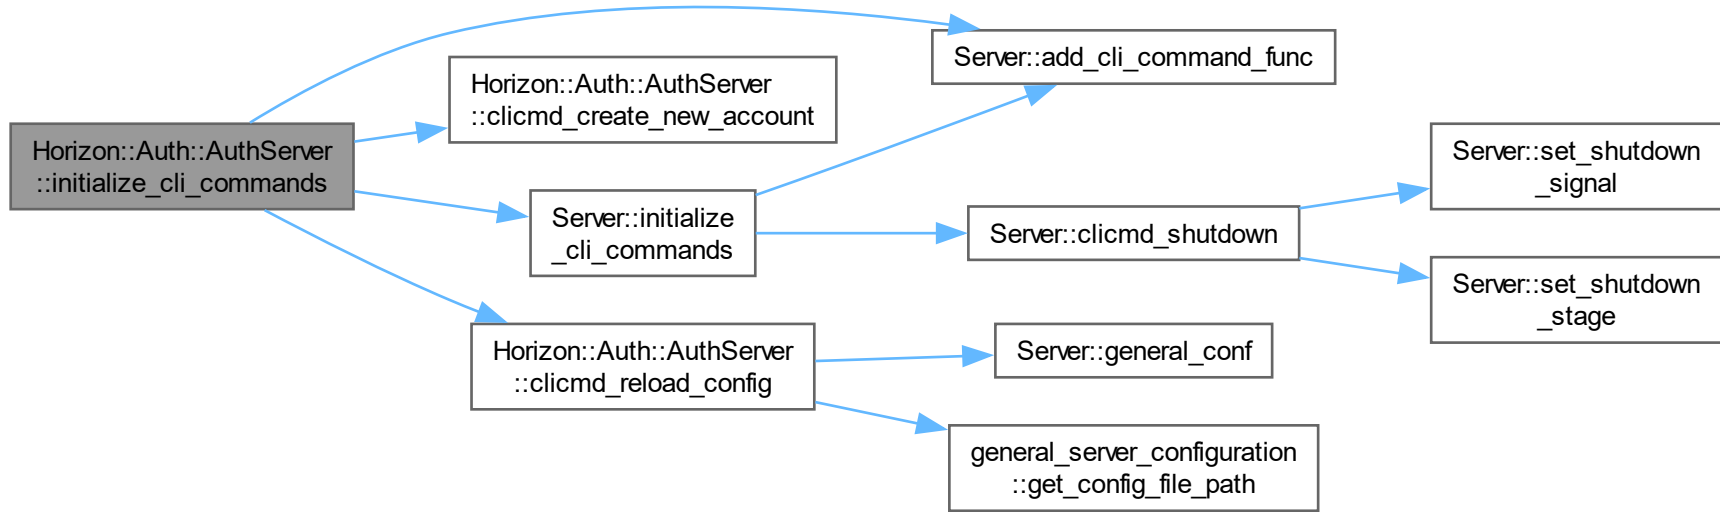 Horizon::Auth::AuthServer
::initialize_cli_commands
Server::add_cli_command_func
Horizon::Auth::AuthServer
::clicmd_create_new_account
Server::initialize
_cli_commands
Server::clicmd_shutdown
Server::set_shutdown
_signal
Server::set_shutdown
_stage
Horizon::Auth::AuthServer
::clicmd_reload_config
Server::general_conf
general_server_configuration
::get_config_file_path